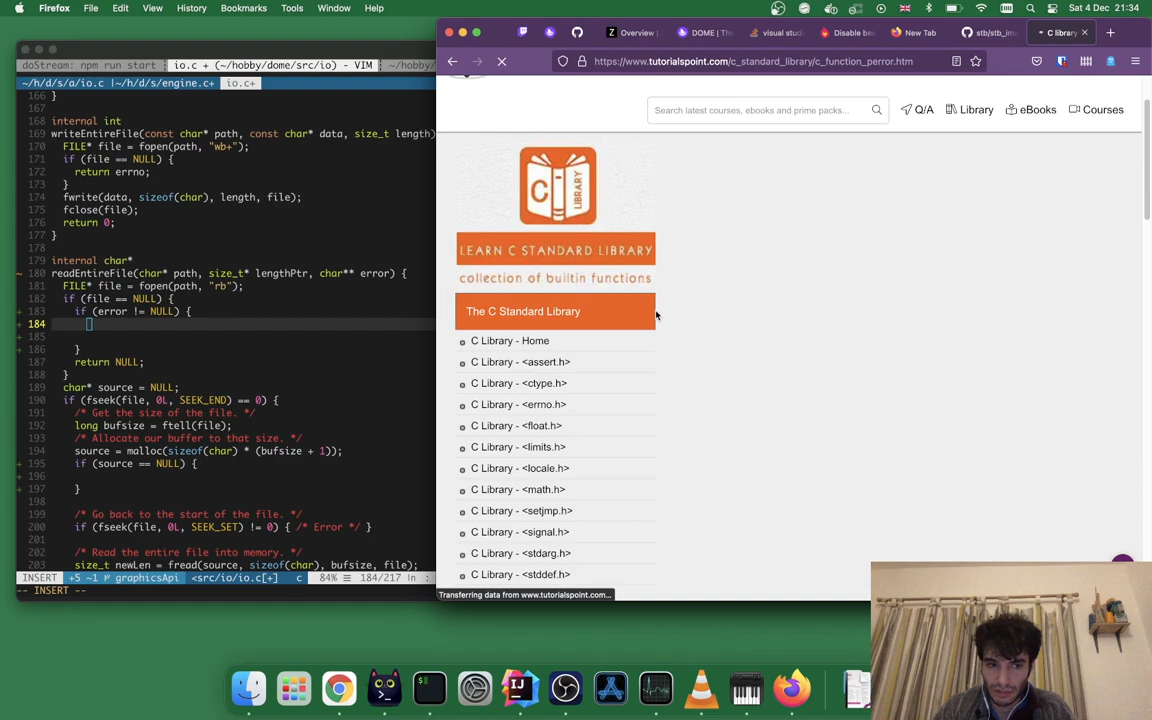 Firefox File Edit View History Bookmarks Tools Window Help Sat 4 Dec 21:34
doStream: npm run start io.c + (~/hobby/dome/src/io) - VIM ~/hobby/
~/h/d/s/a/io.c |~/h/d/s/engine.c+ io.c+
166 }
167
168 internal int
169 writeEntireFile(const char* path, const char* data, size_t length)
170 FILE* file = fopen(path, "wb+");
171 if (file == NULL) {
172 return errno;
173 }
174 fwrite(data, sizeof(char), length, file);
175 fclose(file);
176 return 0;
177 }
178
179 internal char*
~ 180 readEntireFile(char* path, size_t* lengthPtr, char** error) {
181 FILE* file = fopen(path, "rb");
182 if (file == NULL) {
+ 183 if (error != NULL) {
+ 184
+ 185
+ 186 }
187 return NULL;
188 }
189 char* source = NULL;
190 if (fseek(file, 0L, SEEK_END) == 0) {
191 /* Get the size of the file. */
192 long bufsize = ftell(file);
193 /* Allocate our buffer to that size. */
194 source = malloc(sizeof(char) * (bufsize + 1));
+ 195 if (source == NULL) {
+ 196
+ 197 }
198
199 /* Go back to the start of the file. */
200 if (fseek(file, 0L, SEEK_SET) != 0) { /* Error */ }
201
202 /* Read the entire file into memory. */
203 size_t newLen = fread(source, sizeof(char), bufsize, file);
INSERT +5 ~1 graphicsApi <src/io/io.c[+] c 84% 184/217
-- INSERT --
Overview DOME | The visual stu Disable be New Tab stb/stb_im C library
https://www.tutorialspoint.com/c_standard_library/c_function_perror.htm
Search latest courses, ebooks and prime packs... Q/A Library eBooks Courses
C LIBRARY
LEARN C STANDARD LIBRARY
collection of builtin functions
The C Standard Library
C Library - Home
C Library - <assert.h>
C Library - <ctype.h>
C Library - <errno.h>
C Library - <float.h>
C Library - <limits.h>
C Library - <locale.h>
C Library - <math.h>
C Library - <setjmp.h>
C Library - <signal.h>
C Library - <stdarg.h>
C Library - <stddef.h>
Transferring data from www.tutorialspoint.com...